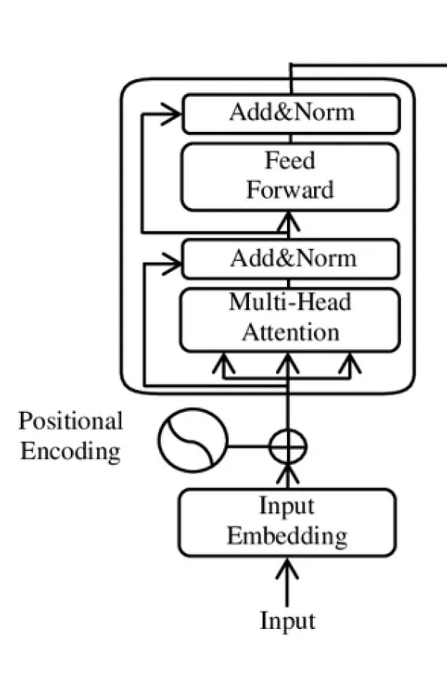 Add&Norm
Feed
Forward
Add&Norm
Multi-Head
Attention
Positional
Encoding
Input
Embedding
Input